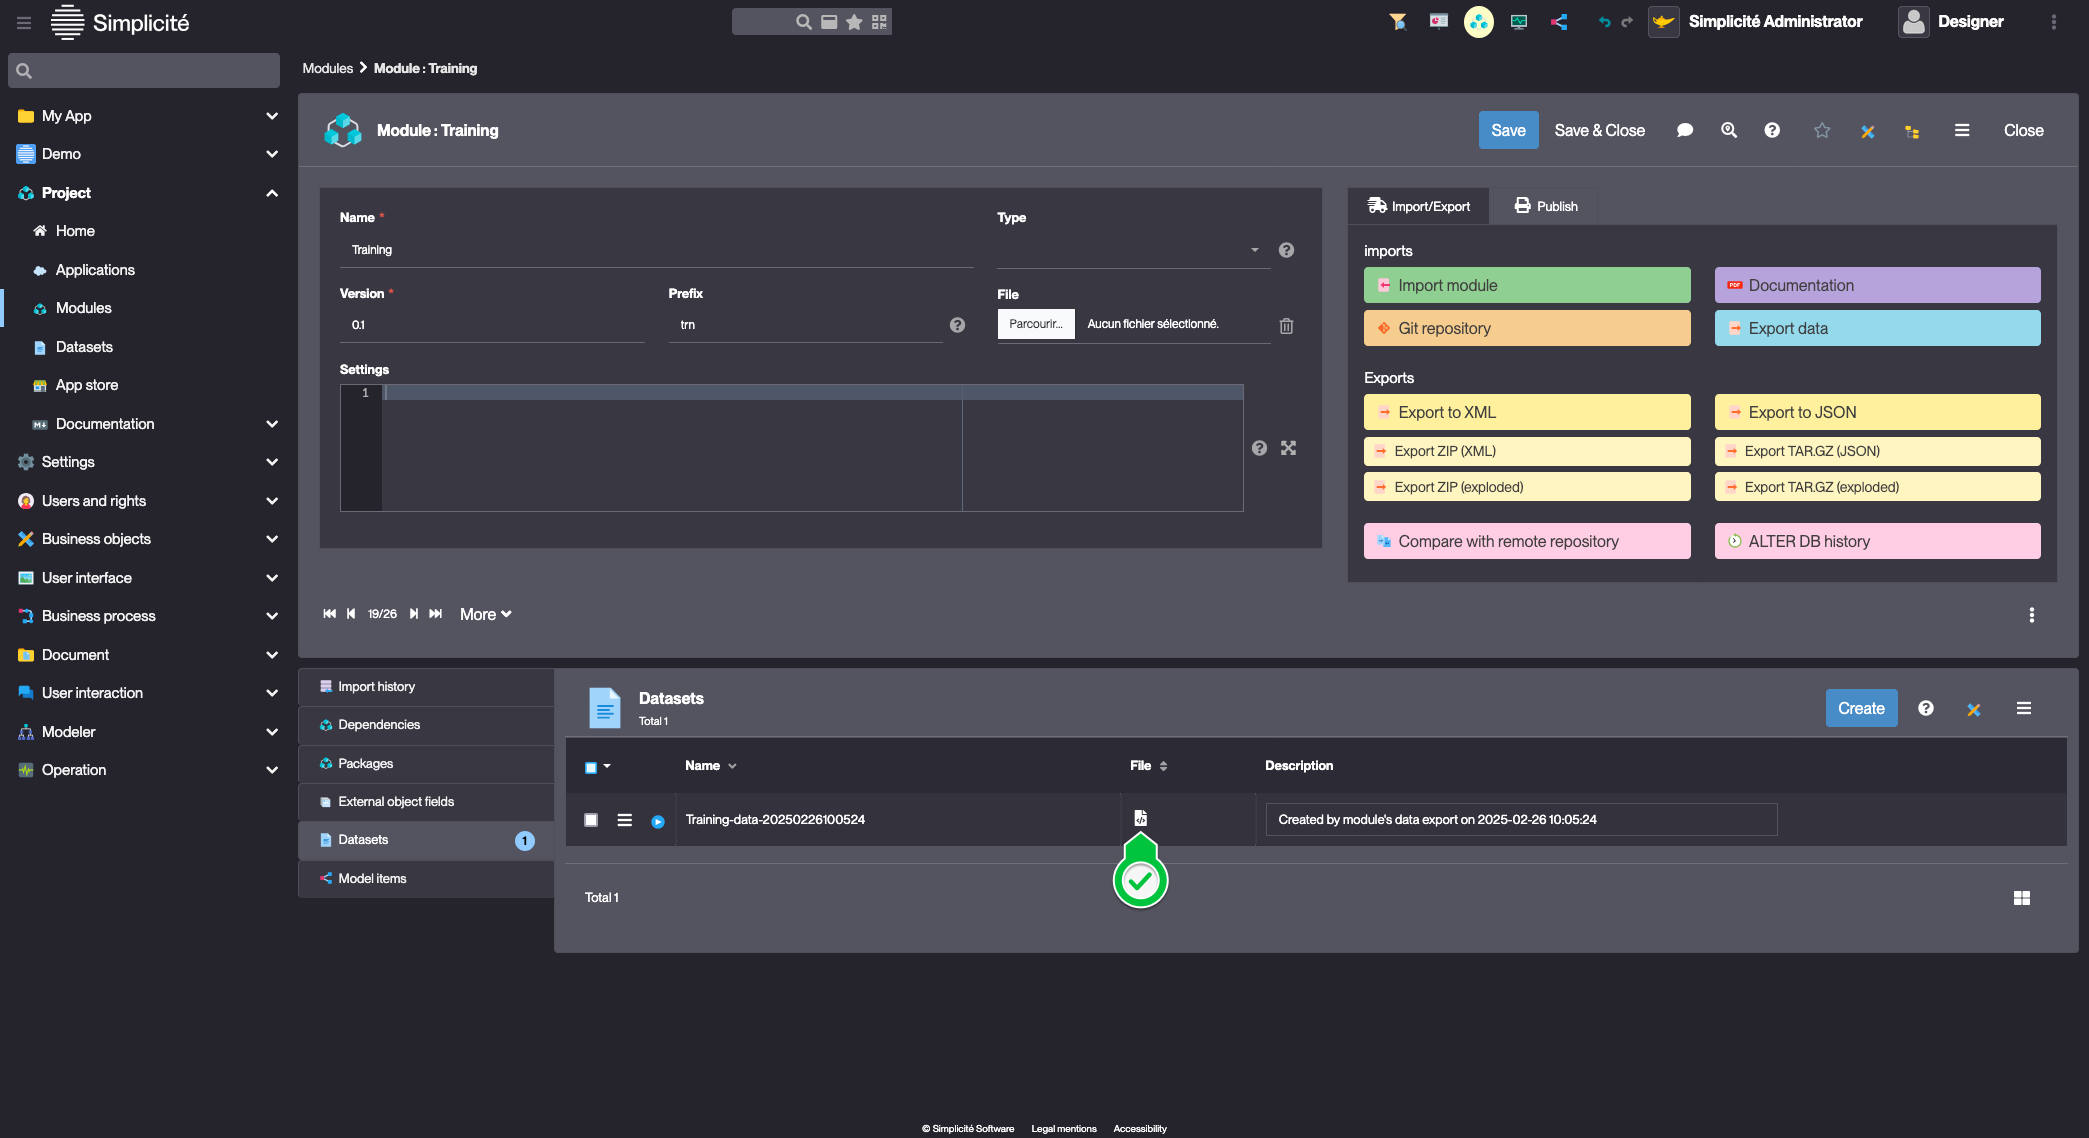 Simplicité
Simplicité Administrator
Designer
Modules
Module : Training
My App
Demo
Project
Home
Applications
Modules
Datasets
App store
Documentation
Settings
Users and rights
Business objects
User interface
Business process
Document
User interaction
Modeler
Operation
Module : Training
Save
Save & Close
Close
Name *
Training
Type
Version *
0.1
Prefix
trn
File
Parcourir...
Aucun fichier sélectionné.
Settings
1
Import/Export
Publish
imports
Import module
PDF
Documentation
Git repository
Export data
Exports
Export to XML
Export to JSON
Export ZIP (XML)
Export TAR.GZ (JSON)
Export ZIP (exploded)
Export TAR.GZ (exploded)
Compare with remote repository
ALTER DB history
19/26
More
Import history
Dependencies
Packages
External object fields
Datasets
1
Model items
Datasets
Total 1
Create
Name
File
Description
Training-data-20250226100524
Created by module's data export on 2025-02-26 10:05:24
Total 1
© Simplicité Software
Legal mentions
Accessibility